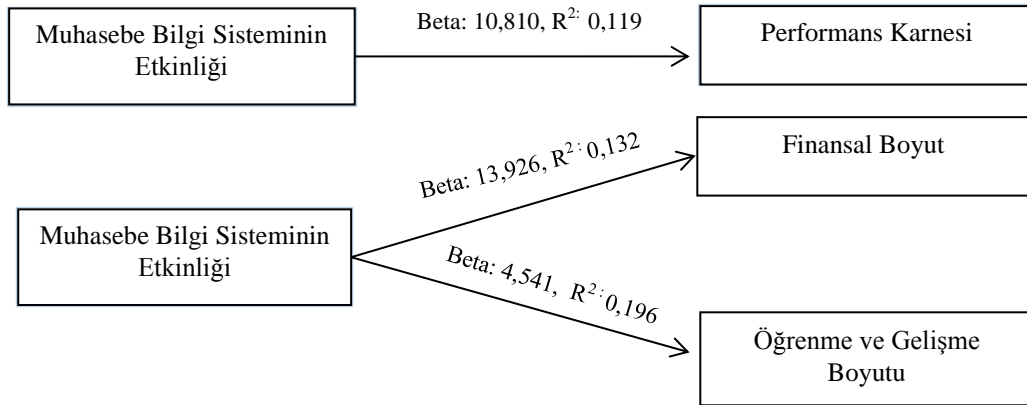 Muhasebe Bilgi Sisteminin
Etkinliği
Beta: 10,810, R²: 0,119
Performans Karnesi
Muhasebe Bilgi Sisteminin
Etkinliği
Beta: 13,926, R²: 0,132
Finansal Boyut
Beta: 4,541, R²: 0,196
Öğrenme ve Gelişme
Boyutu